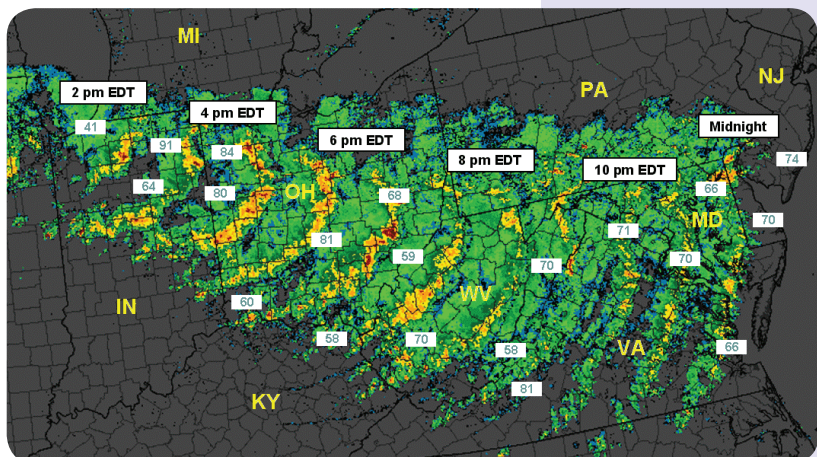 MI
2 pm EDT
4 pm EDT
6 pm EDT
8 pm EDT
10 pm EDT
Midnight
PA
NJ
41
91
84
64
80
OH
68
81
59
60
58
70
WV
70
58
81
71
70
66
MD
74
70
66
IN
KY
VA